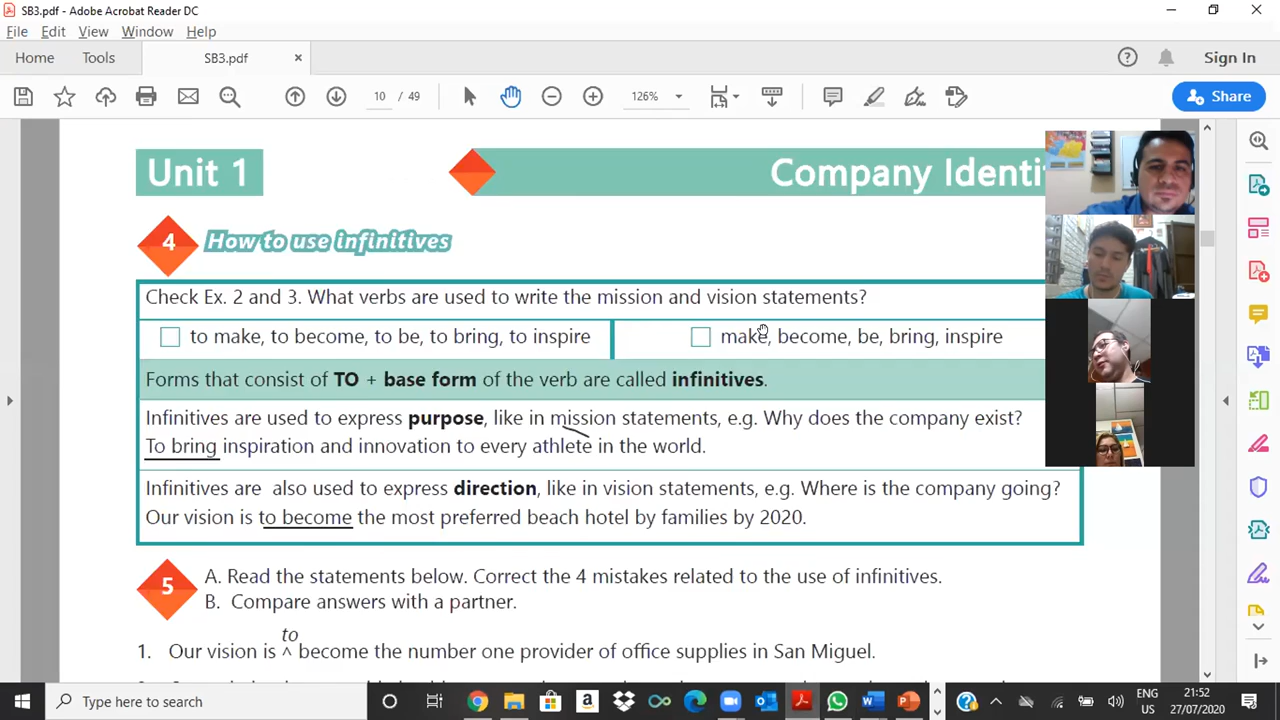 SB3.pdf - Adobe Acrobat Reader DC
File Edit View Window Help
Home Tools SB3.pdf × Sign In
10 / 49 126% Share
Unit 1 Company Identi
4 How to use infinitives
Check Ex. 2 and 3. What verbs are used to write the mission and vision statements?
to make, to become, to be, to bring, to inspire make, become, be, bring, inspire
Forms that consist of TO + base form of the verb are called infinitives.
Infinitives are used to express purpose, like in mission statements, e.g. Why does the company exist?
To bring inspiration and innovation to every athlete in the world.
Infinitives are also used to express direction, like in vision statements, e.g. Where is the company going?
Our vision is to become the most preferred beach hotel by families by 2020.
5 A. Read the statements below. Correct the 4 mistakes related to the use of infinitives.
B. Compare answers with a partner.
to
1. Our vision is ^ become the number one provider of office supplies in San Miguel.
Type here to search ENG 21:52
US 27/07/2020